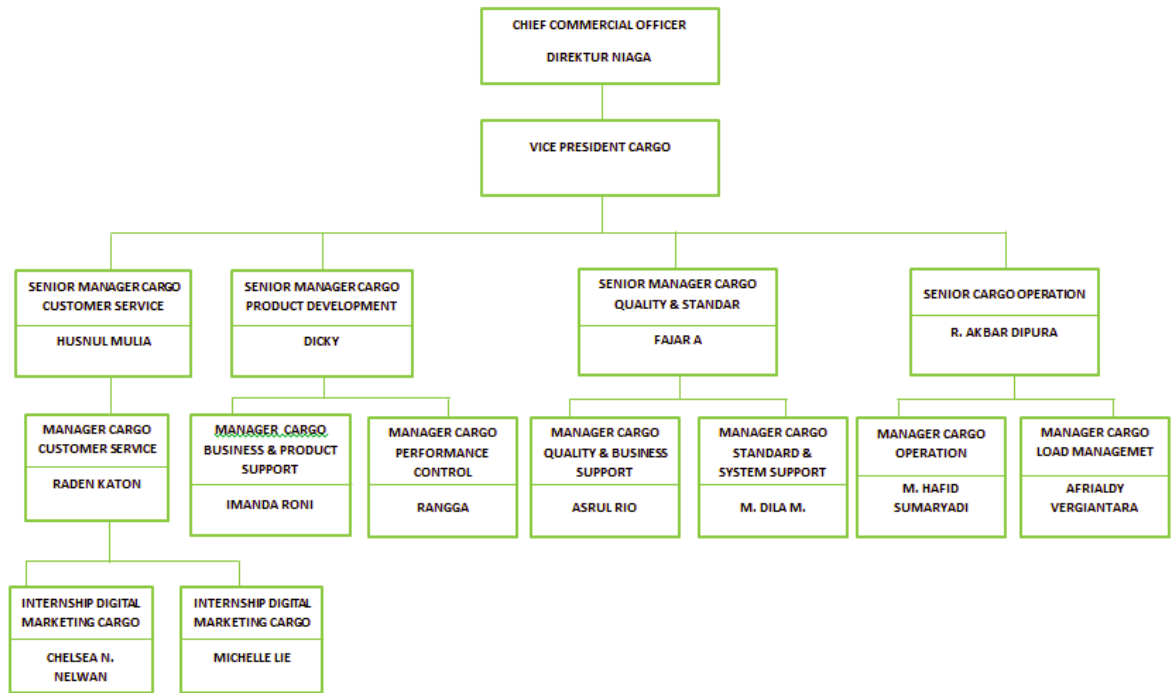 CHIEF COMMERCIAL OFFICER
DIREKTUR NIAGA
VICE PRESIDENT CARGO
SENIOR MANAGER CARGO
CUSTOMER SERVICE
HUSNUL MULIA
SENIOR MANAGER CARGO
PRODUCT DEVELOPMENT
DICKY
SENIOR MANAGER CARGO
QUALITY & STANDAR
FAJAR A
SENIOR CARGO OPERATION
R. AKBAR DIPURA
MANAGER CARGO
CUSTOMER SERVICE
RADEN KATON
MANAGER CARGO
BUSINESS & PRODUCT
SUPPORT
IMANDA RONI
MANAGER CARGO
PERFORMANCE
CONTROL
RANGGA
MANAGER CARGO
QUALITY & BUSINESS
SUPPORT
ASRUL RIO
MANAGER CARGO
STANDARD &
SYSTEM SUPPORT
M. DILA M.
MANAGER CARGO
OPERATION
M. HAFID
SUMARYADI
MANAGER CARGO
LOAD MANAGEMET
AFRIALDY
VERGIANTARA
INTERNSHIP DIGITAL
MARKETING CARGO
CHELSEA N.
NELWAN
INTERNSHIP DIGITAL
MARKETING CARGO
MICHELLE LIE